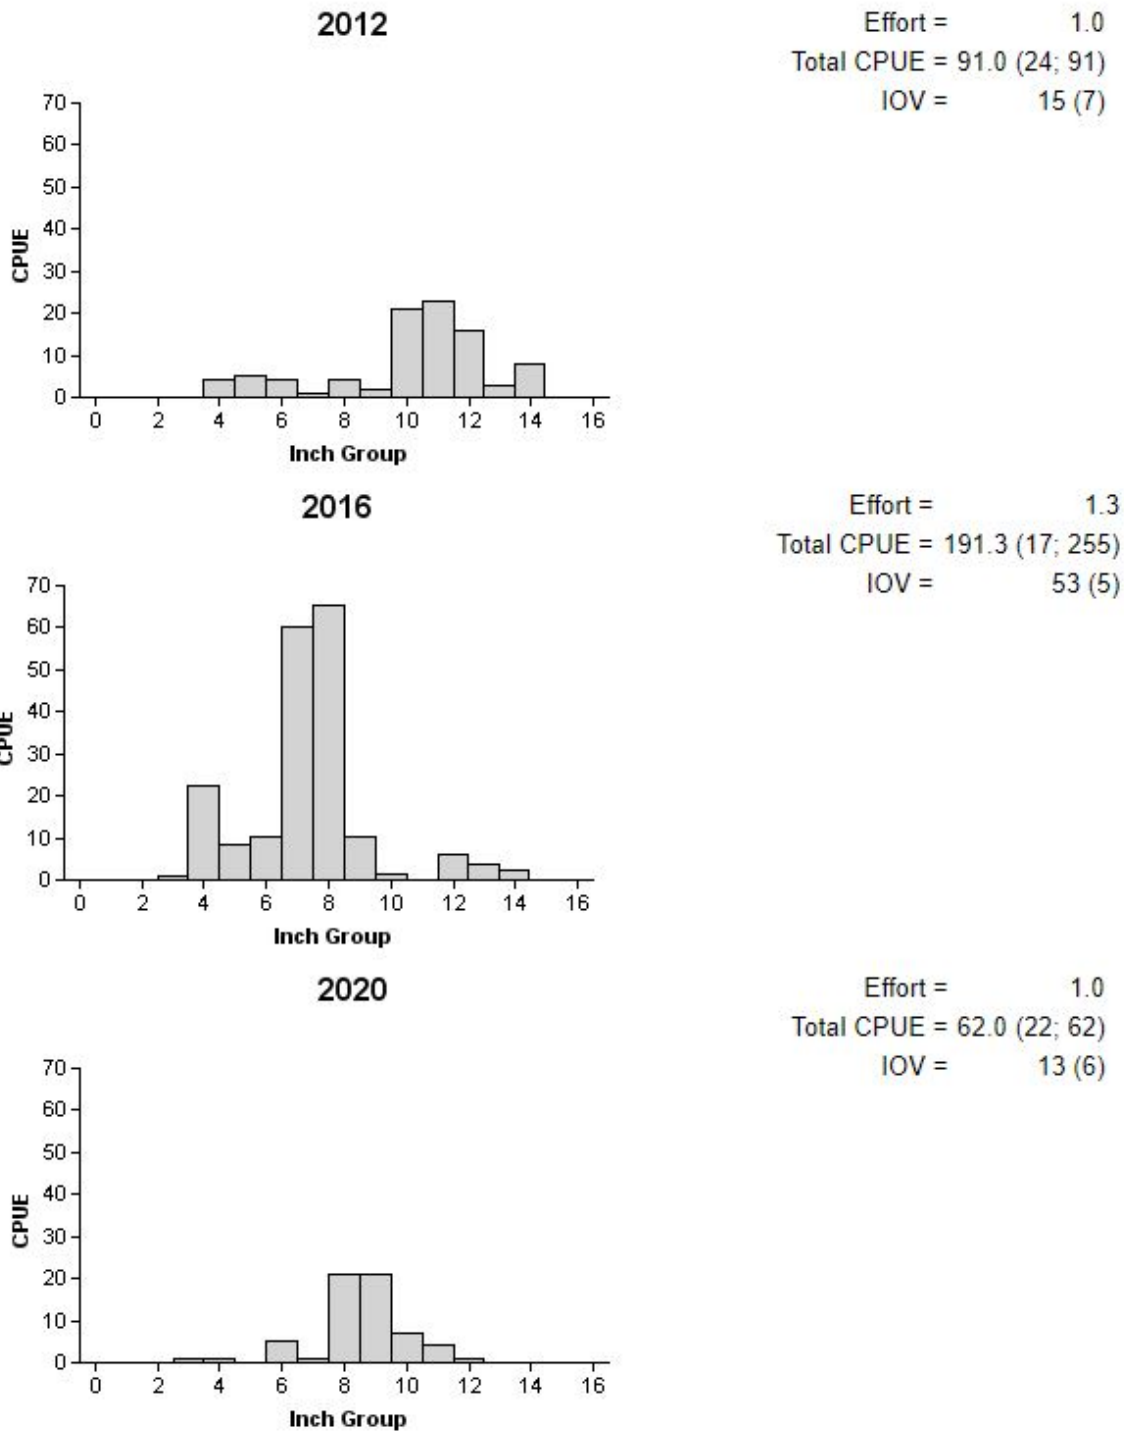 2012
Effort = 1.0
Total CPUE = 91.0 (24; 91)
IOV = 15 (7)
70
60
50
40
30
20
10
0
CPUE
0 2 4 6 8 10 12 14 16
Inch Group
2016
Effort = 1.3
Total CPUE = 191.3 (17; 255)
IOV = 53 (5)
70
60
50
40
30
20
10
0
CPUE
0 2 4 6 8 10 12 14 16
Inch Group
2020
Effort = 1.0
Total CPUE = 62.0 (22; 62)
IOV = 13 (6)
70
60
50
40
30
20
10
0
CPUE
0 2 4 6 8 10 12 14 16
Inch Group